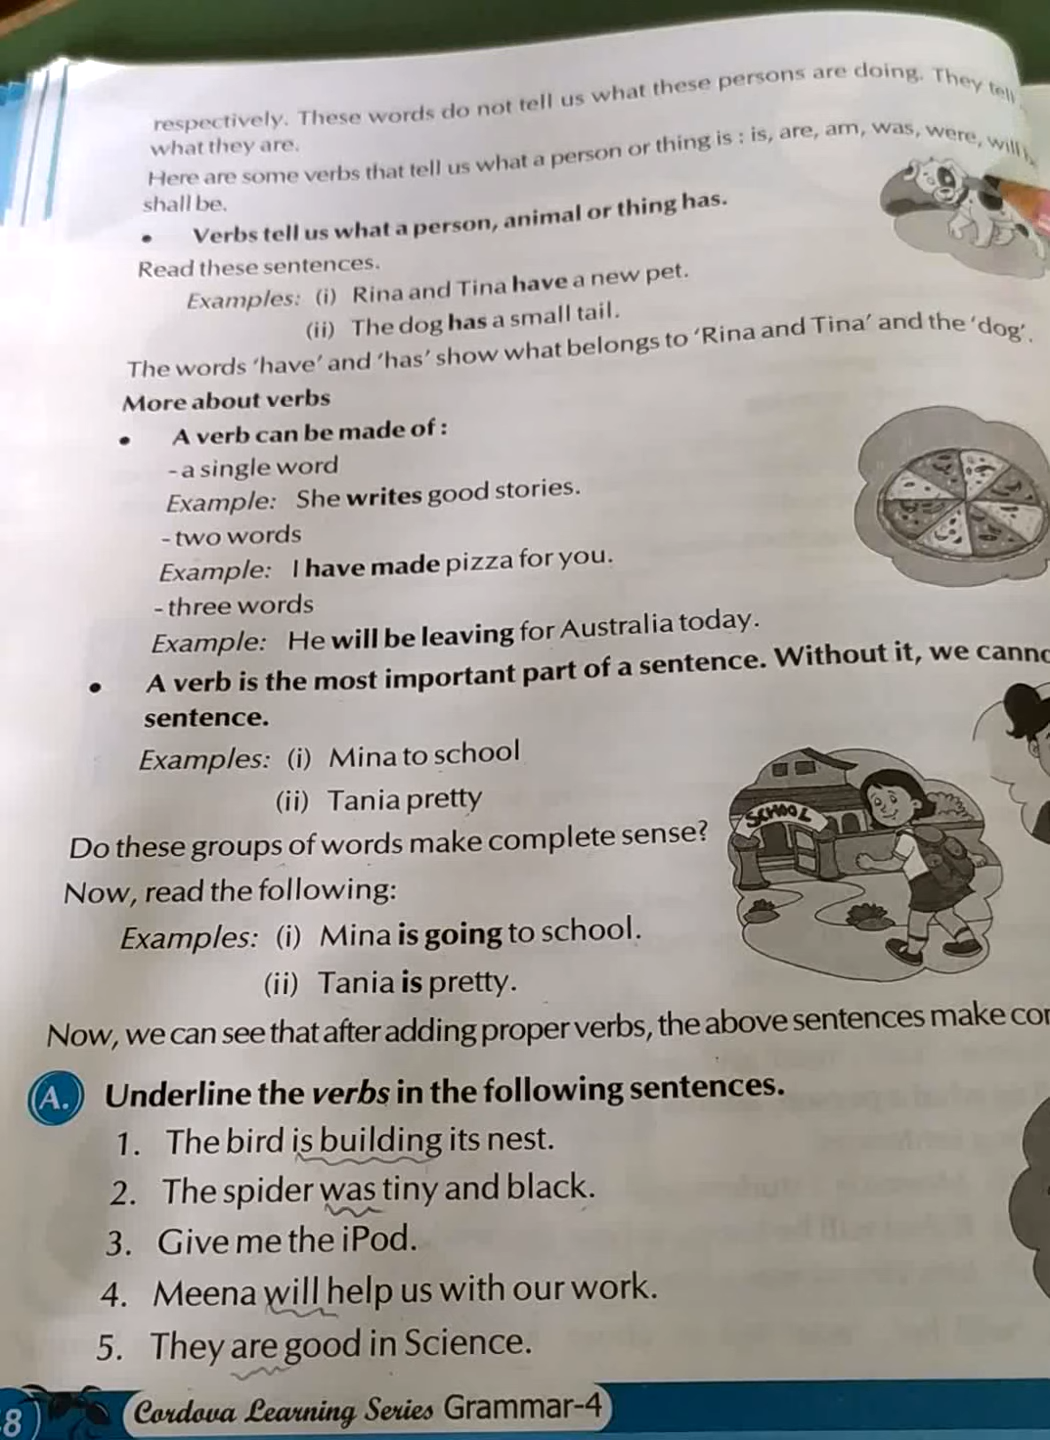 respectively. These words do not tell us what these persons are doing. They tell
what they are.
Here are some verbs that tell us what a person or thing is : is, are, am, was, were, will
shall be.
• Verbs tell us what a person, animal or thing has.
Read these sentences.
Examples: (i) Rina and Tina have a new pet.
(ii) The dog has a small tail.
The words ‘have’ and ‘has’ show what belongs to ‘Rina and Tina’ and the ‘dog’.
More about verbs
• A verb can be made of :
- a single word
Example: She writes good stories.
- two words
Example: I have made pizza for you.
- three words
Example: He will be leaving for Australia today.
• A verb is the most important part of a sentence. Without it, we
sentence.
Examples: (i) Mina to school
(ii) Tania pretty
SCHOOL
Do these groups of words make complete sense?
Now, read the following:
Examples: (i) Mina is going to school.
(ii) Tania is pretty.
Now, we can see that after adding proper verbs, the above sentences make
A. Underline the verbs in the following sentences.
1. The bird is building its nest.
2. The spider was tiny and black.
3. Give me the iPod.
4. Meena will help us with our work.
5. They are good in Science.
8 Cordova Learning Series Grammar-4